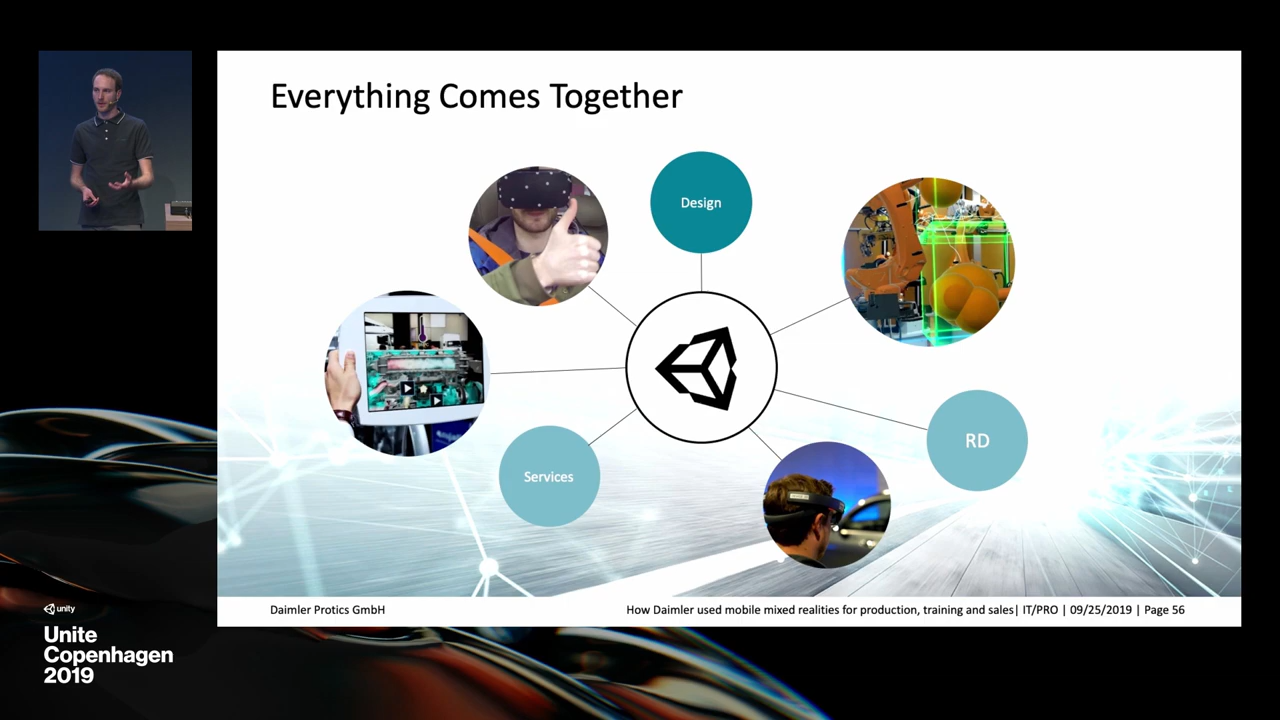 Everything Comes Together
Design
RD
Services
Daimler Protics GmbH
How Daimler used mobile mixed realities for production, training and sales| IT/PRO | 09/25/2019 | Page 56
unity
Unite
Copenhagen
2019